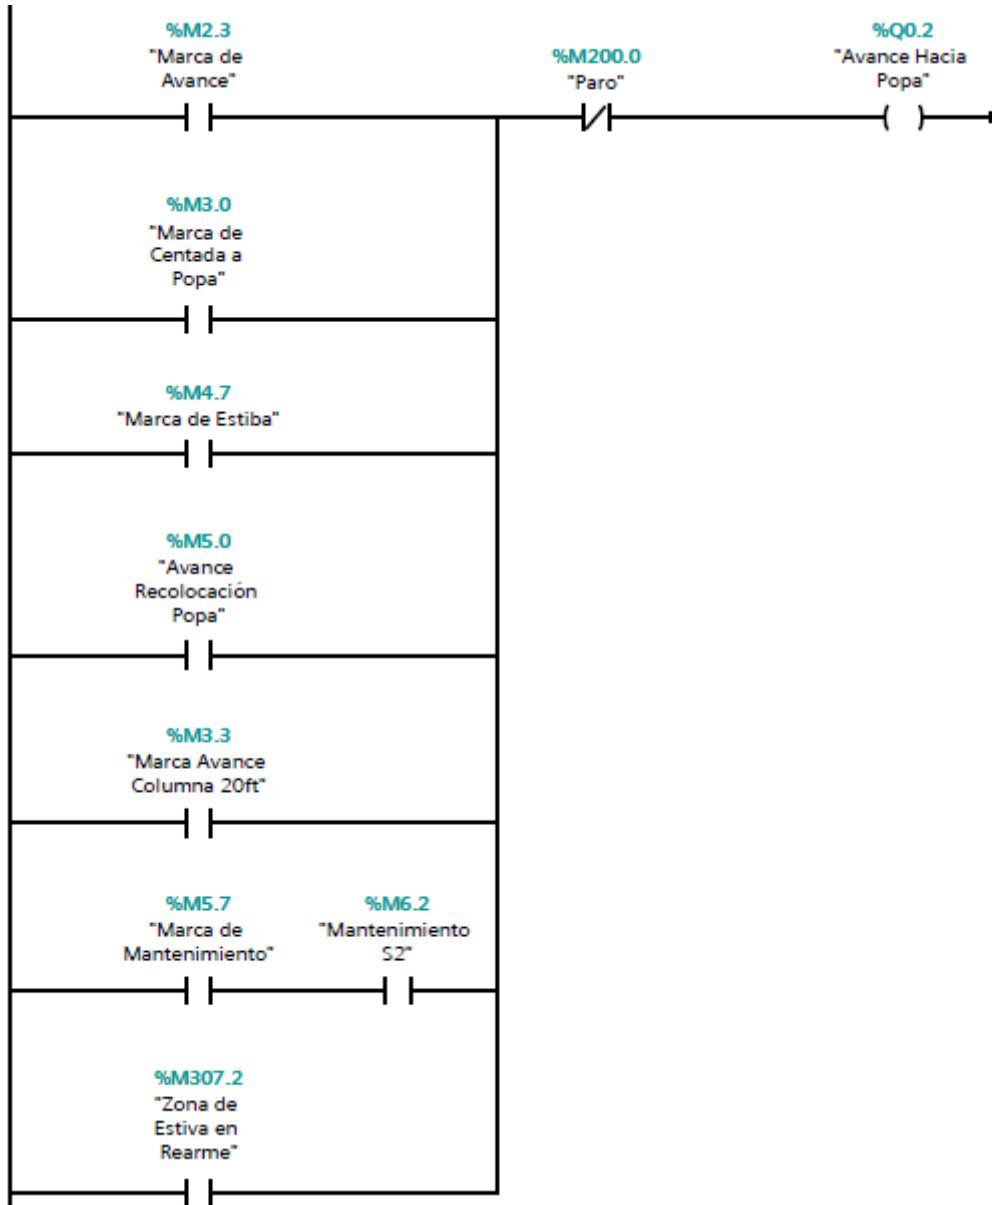 %M2.3
"Marca de
Avance"
%M200.0
"Paro"
%Q0.2
"Avance Hacia
Popa"
%M3.0
"Marca de
Centada a
Popa"
%M4.7
"Marca de Estiba"
%M5.0
"Avance
Recolocación
Popa"
%M3.3
"Marca Avance
Columna 20ft"
%M5.7
"Marca de
Mantenimiento"
%M6.2
"Mantenimiento
S2"
%M307.2
"Zona de
Estiva en
Rearme"